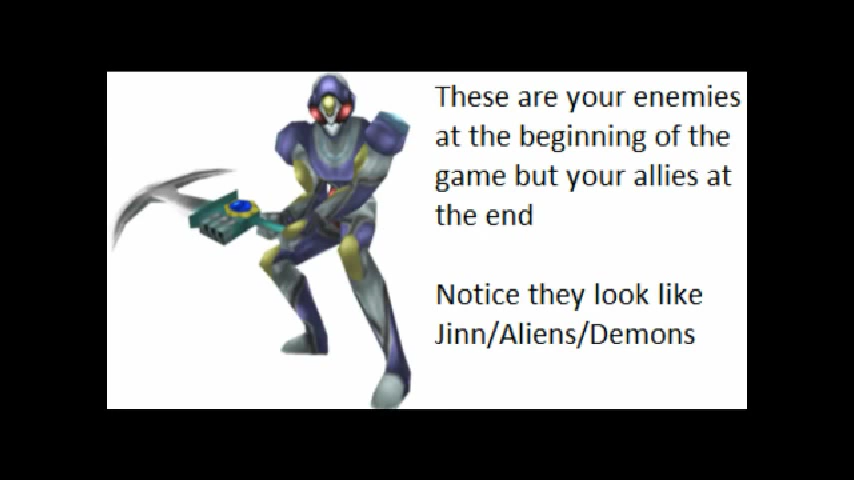 These are your enemies
at the beginning of the
game but your allies at
the end
Notice they look like
Jinn/Aliens/Demons